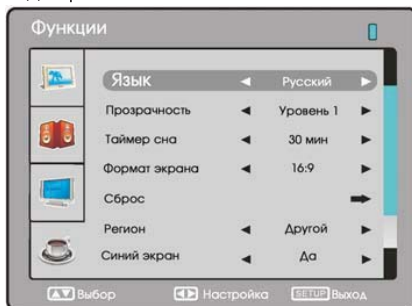 Функции
Язык Русский
Прозрачность Уровень 1
Таймер сна 30 мин
Формат экрана 16:9
Сброс
Регион Другой
Синий экран Да
Выбор Настройка SETUP Выход